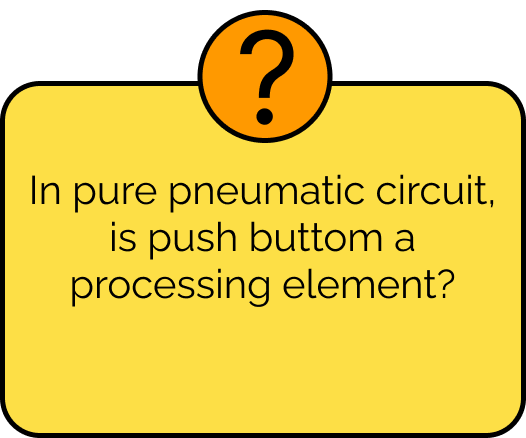 ?
In pure pneumatic circuit,
is push buttom a
processing element?